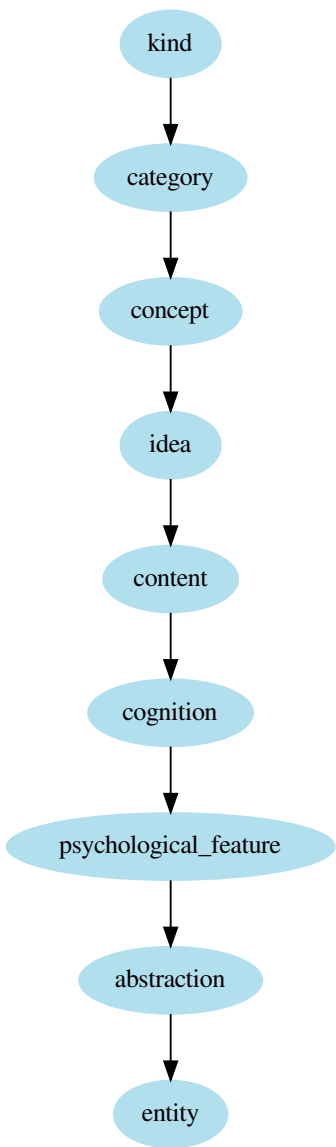 kind
category
concept
idea
content
cognition
psychological_feature
abstraction
entity